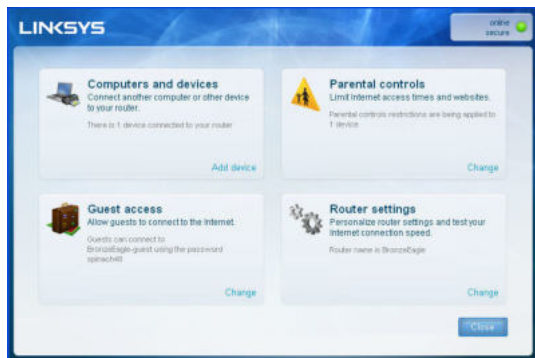 LINKSYS
online
secure
Computers and devices
Connect another computer or other device
to your router.
There is 1 device connected to your router
Add device
Parental controls
Limit Internet access times and websites.
Parental controls restrictions are being applied to
1 device
Change
Guest access
Allow guests to connect to the Internet.
Guests can connect to
BronzeEagle-guest using the password
spinach48
Change
Router settings
Personalize router settings and test your
Internet connection speed.
Router name is BronzeEagle
Change
Close